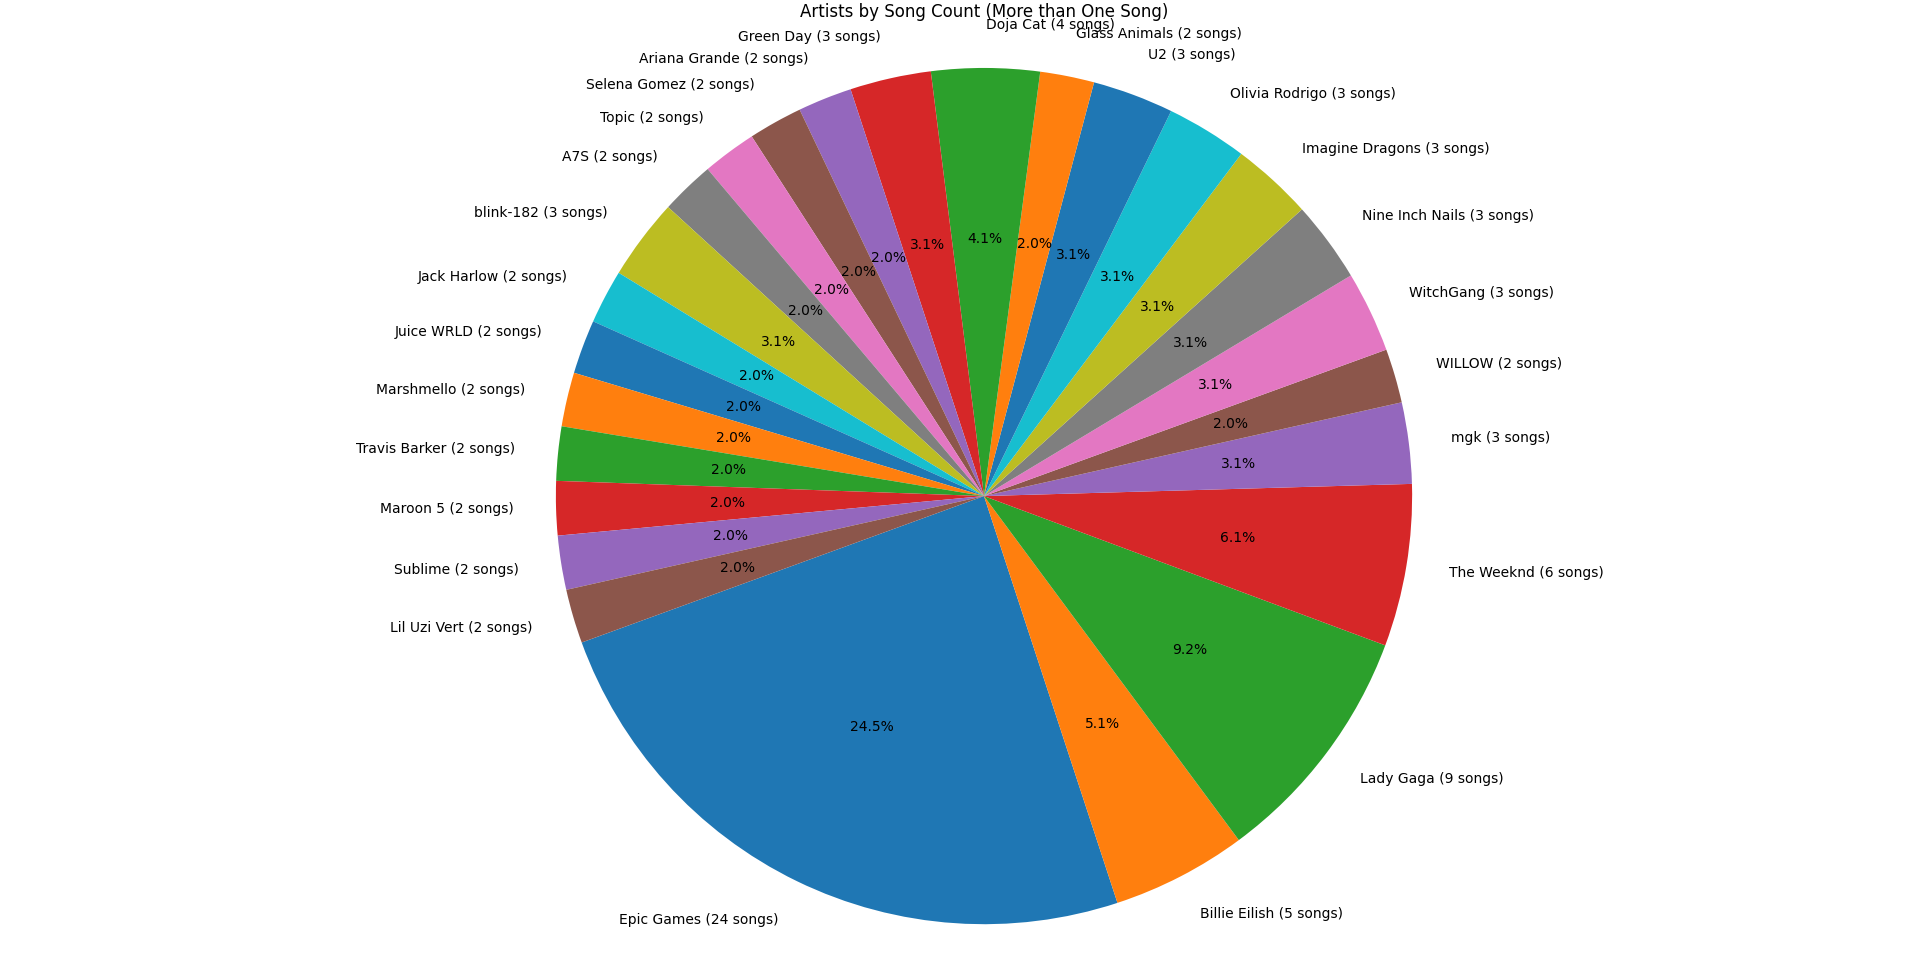 Artists by Song Count (More than One Song)
Doja Cat (4 songs)
Glass Animals (2 songs)
U2 (3 songs)
Olivia Rodrigo (3 songs)
Imagine Dragons (3 songs)
Nine Inch Nails (3 songs)
WitchGang (3 songs)
WILLOW (2 songs)
mgk (3 songs)
The Weeknd (6 songs)
Lady Gaga (9 songs)
Billie Eilish (5 songs)
Epic Games (24 songs)
Lil Uzi Vert (2 songs)
Sublime (2 songs)
Maroon 5 (2 songs)
Travis Barker (2 songs)
Marshmello (2 songs)
Juice WRLD (2 songs)
Jack Harlow (2 songs)
blink-182 (3 songs)
A7S (2 songs)
Topic (2 songs)
Selena Gomez (2 songs)
Ariana Grande (2 songs)
Green Day (3 songs)
4.1%
2.0%
3.1%
3.1%
3.1%
3.1%
3.1%
2.0%
3.1%
6.1%
9.2%
5.1%
24.5%
2.0%
2.0%
2.0%
2.0%
2.0%
2.0%
2.0%
3.1%
2.0%
2.0%
2.0%
2.0%
3.1%